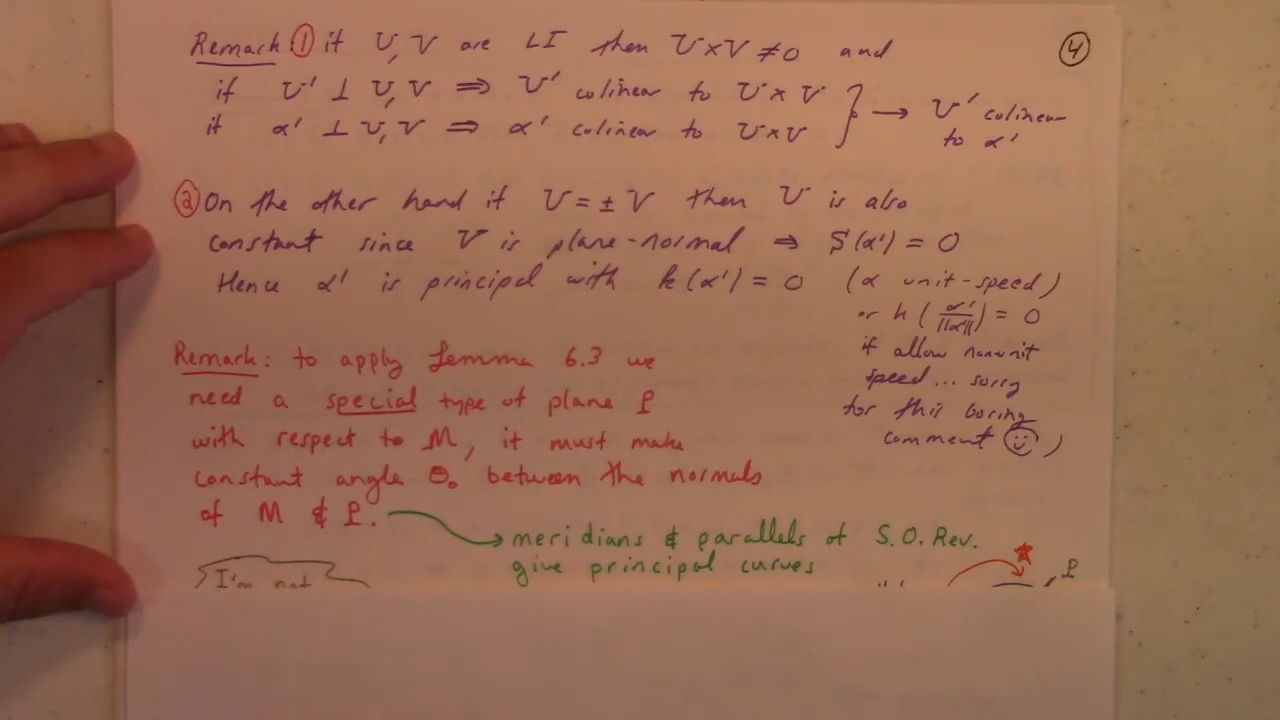 Remark ① if U, V are LI then U×V ≠ 0 and
④
if U' ⊥ U, V ⇒ U' colinear to U×V
if α' ⊥ U, V ⇒ α' colinear to U×V
} → U' colinear
to α'
② On the other hand if U = ± V then U is also
constant since V is plane-normal ⇒ S(α') = 0
Hence α' is principal with k(α') = 0 (α unit-speed)
or k(α'/||α'||) = 0
if allow nonunit
speed... sorry
for this boring
comment ☺)
Remark: to apply Lemma 6.3 we
need a special type of plane P
with respect to M, it must make
constant angle θ₀ between the normals
of M & P.
→ meridians & parallels of S.O.Rev.
give principal curves
I'm not
P